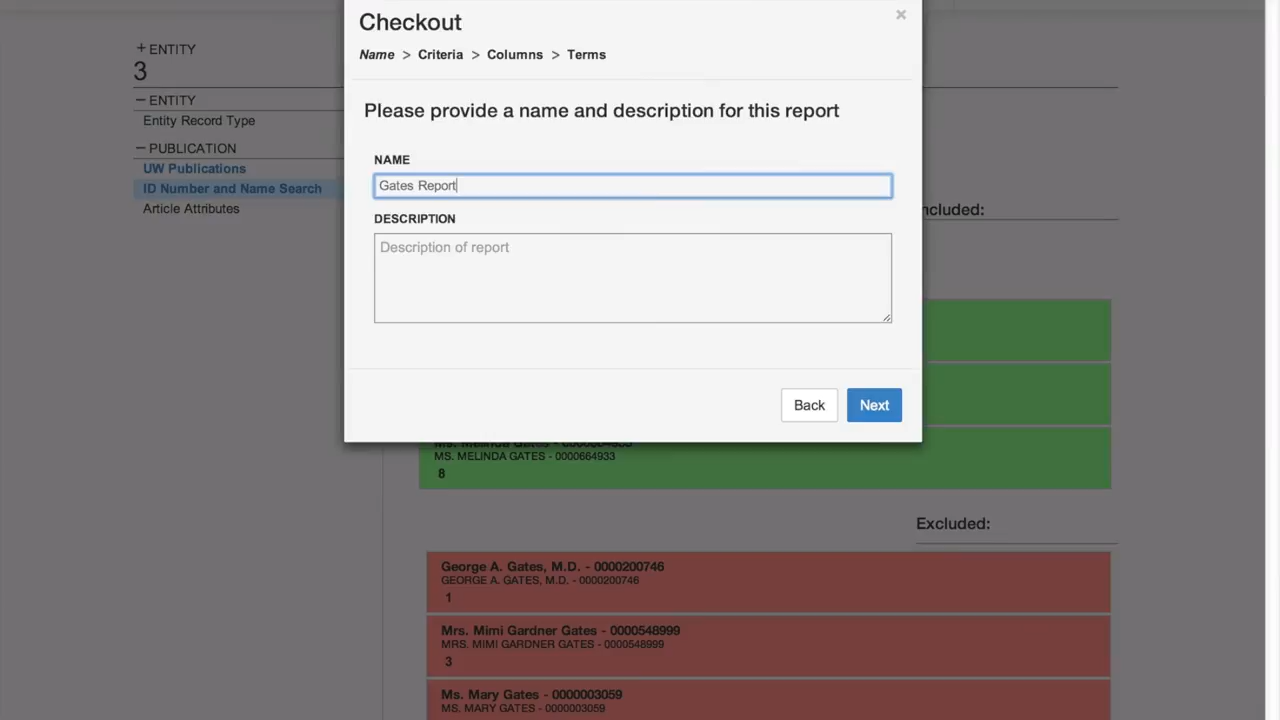 Checkout
×
Name > Criteria > Columns > Terms
+ ENTITY
3
− ENTITY
Entity Record Type
− PUBLICATION
UW Publications
ID Number and Name Search
Article Attributes
Please provide a name and description for this report
NAME
Gates Report
DESCRIPTION
Description of report
Back
Next
ncluded:
MS. MELINDA GATES - 0000664933
8
Excluded:
George A. Gates, M.D. - 0000200746
GEORGE A. GATES, M.D. - 0000200746
1
Mrs. Mimi Gardner Gates - 0000548999
MRS. MIMI GARDNER GATES - 0000548999
3
Ms. Mary Gates - 0000003059
MS. MARY GATES - 0000003059